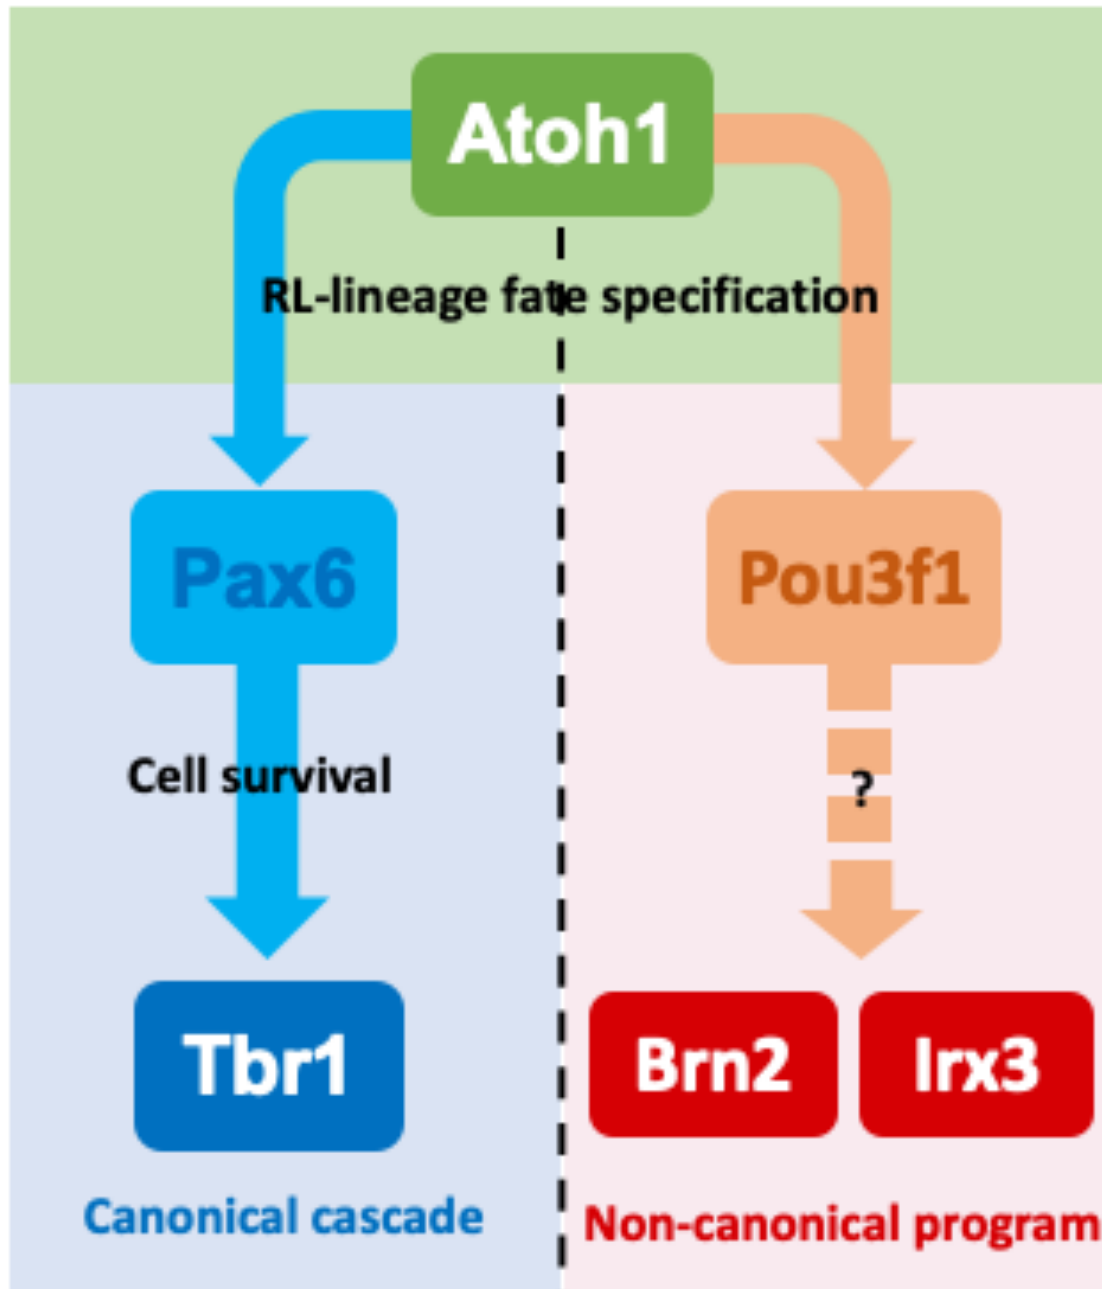 Atoh1
RL-lineage fate specification
Pax6
Pou3f1
Cell survival
?
Tbr1
Brn2
Irx3
Canonical cascade
Non-canonical program